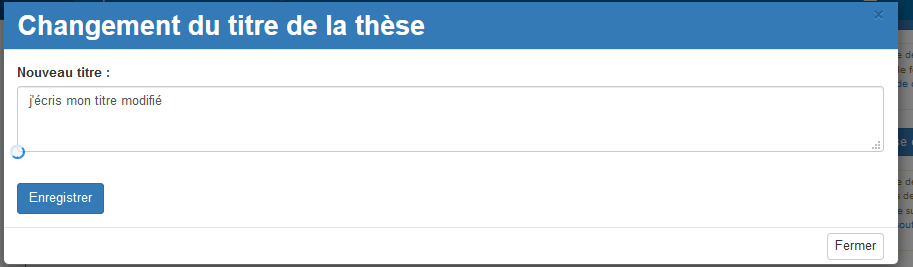 Changement du titre de la thèse
×
Nouveau titre :
j'écris mon titre modifié
Enregistrer
Fermer